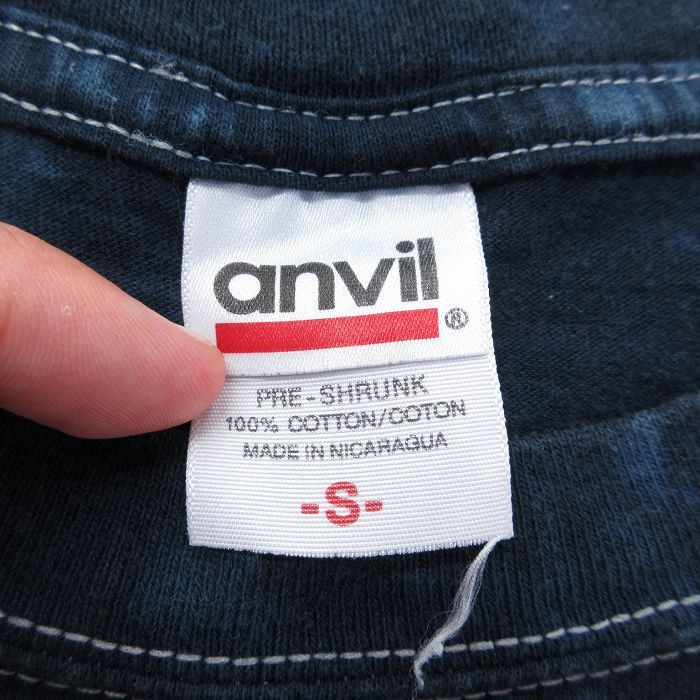 anvil®
PRE-SHRUNK
100% COTTON/COTON
MADE IN NICARAGUA
-S-